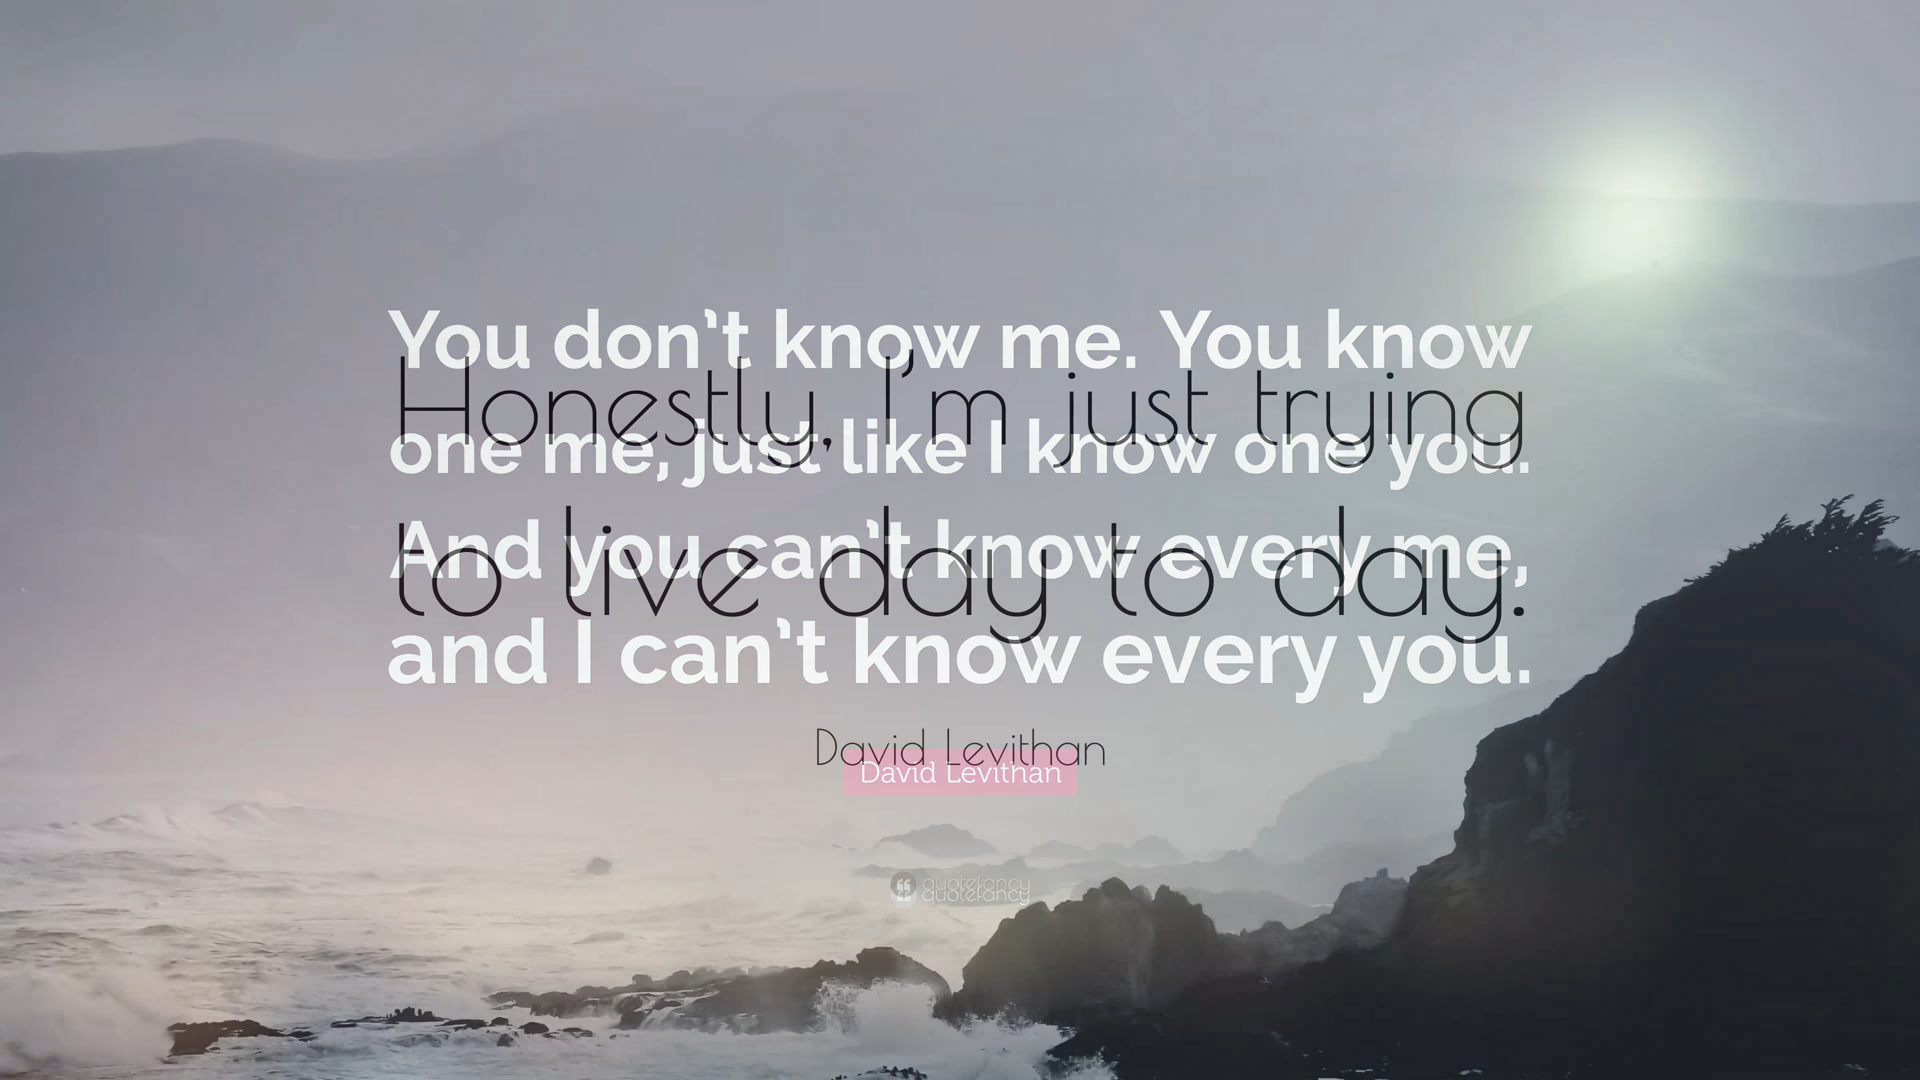 You don't know me. You know
one me, just like I know one you.
And you can't know every me,
and I can't know every you.
Honestly, I'm just trying
to live day to day.
David Levithan
David Levithan
quotefancy
quotefancy